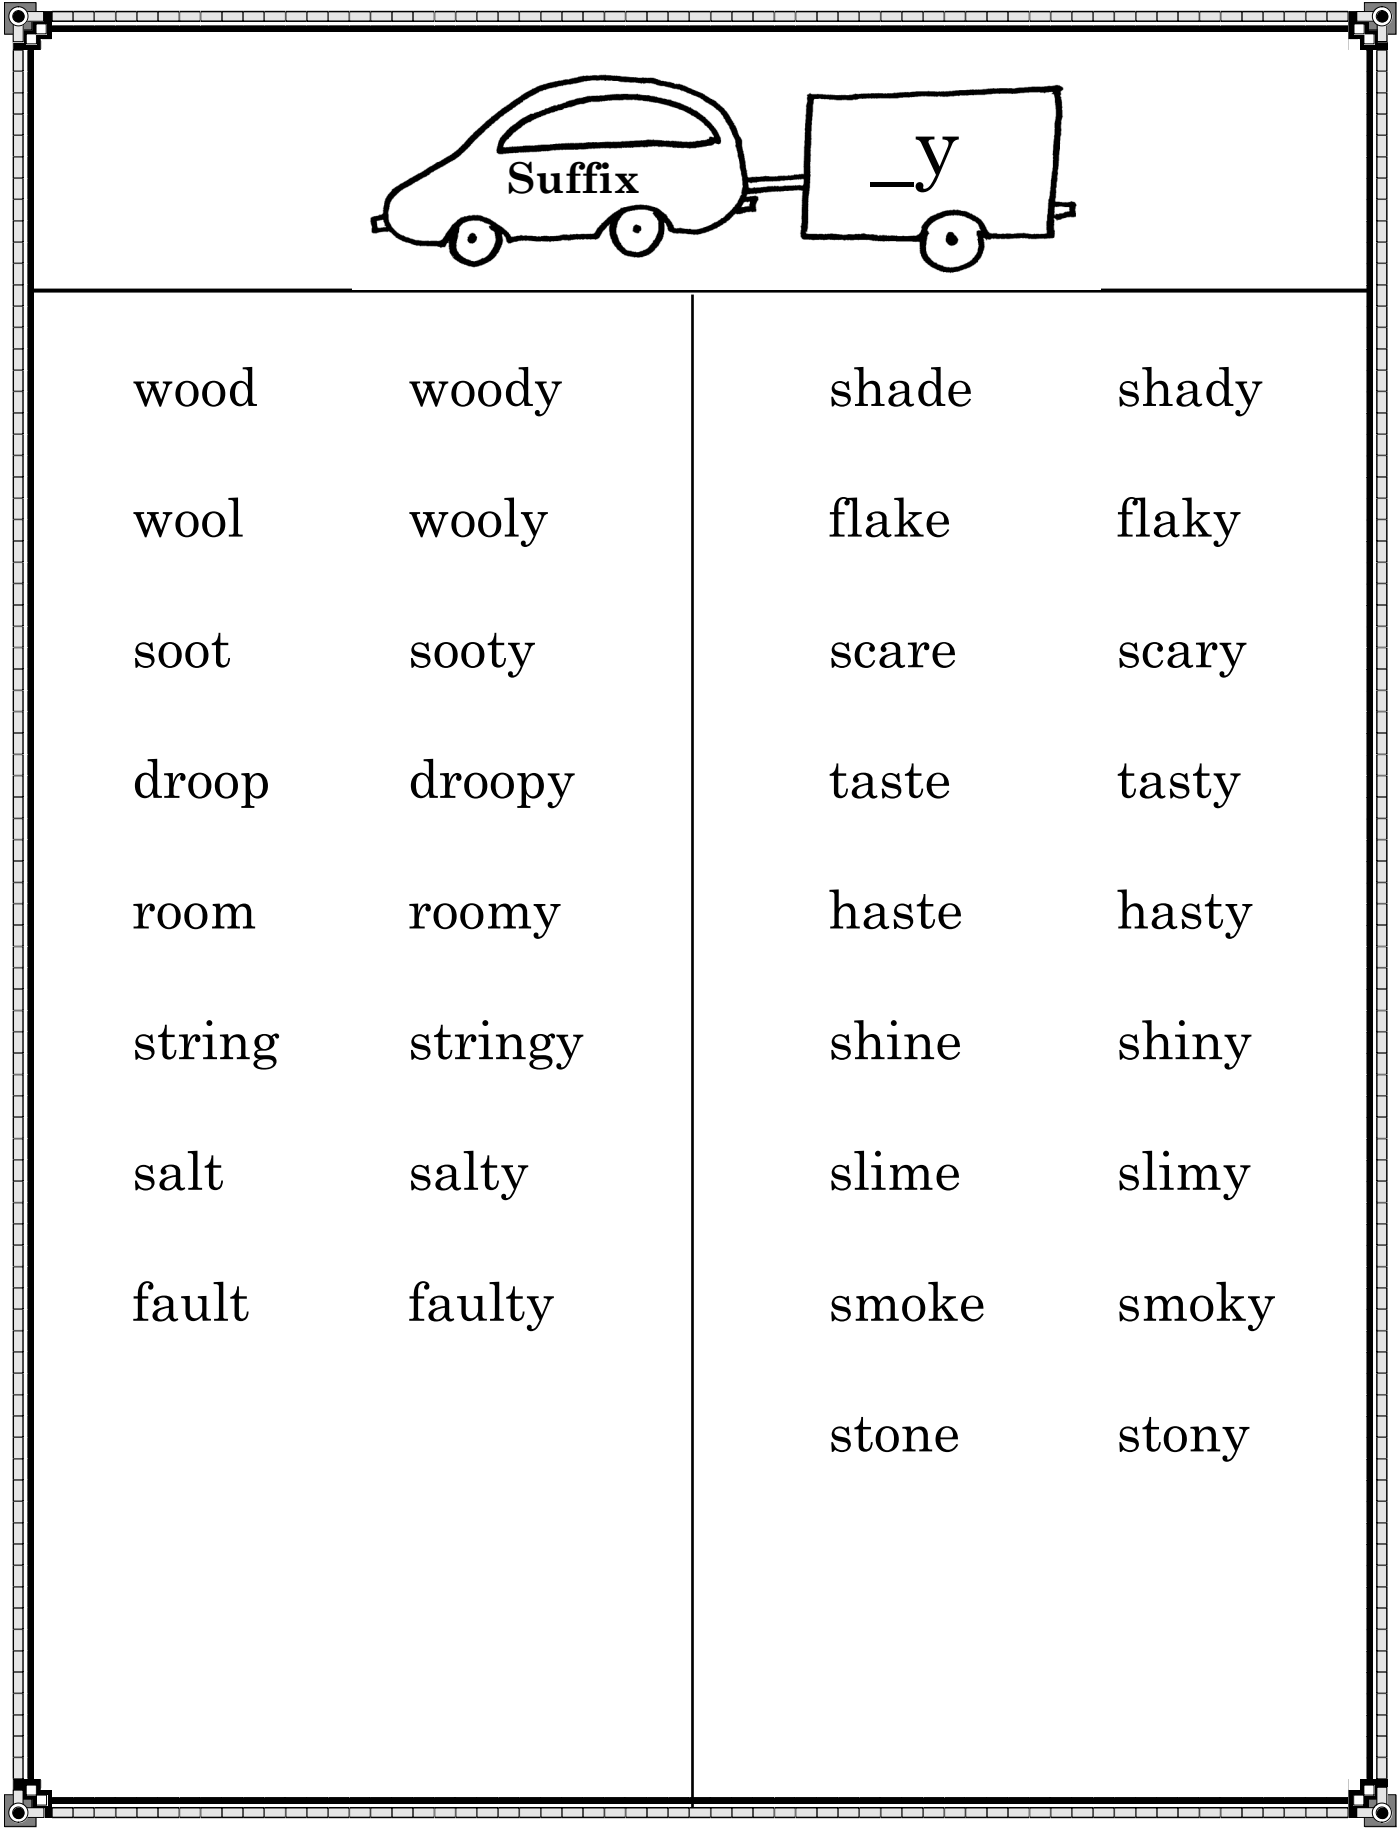 Suffix _y
wood woody shade shady
wool wooly flake flaky
soot sooty scare scary
droop droopy taste tasty
room roomy haste hasty
string stringy shine shiny
salt salty slime slimy
fault faulty smoke smoky
stone stony